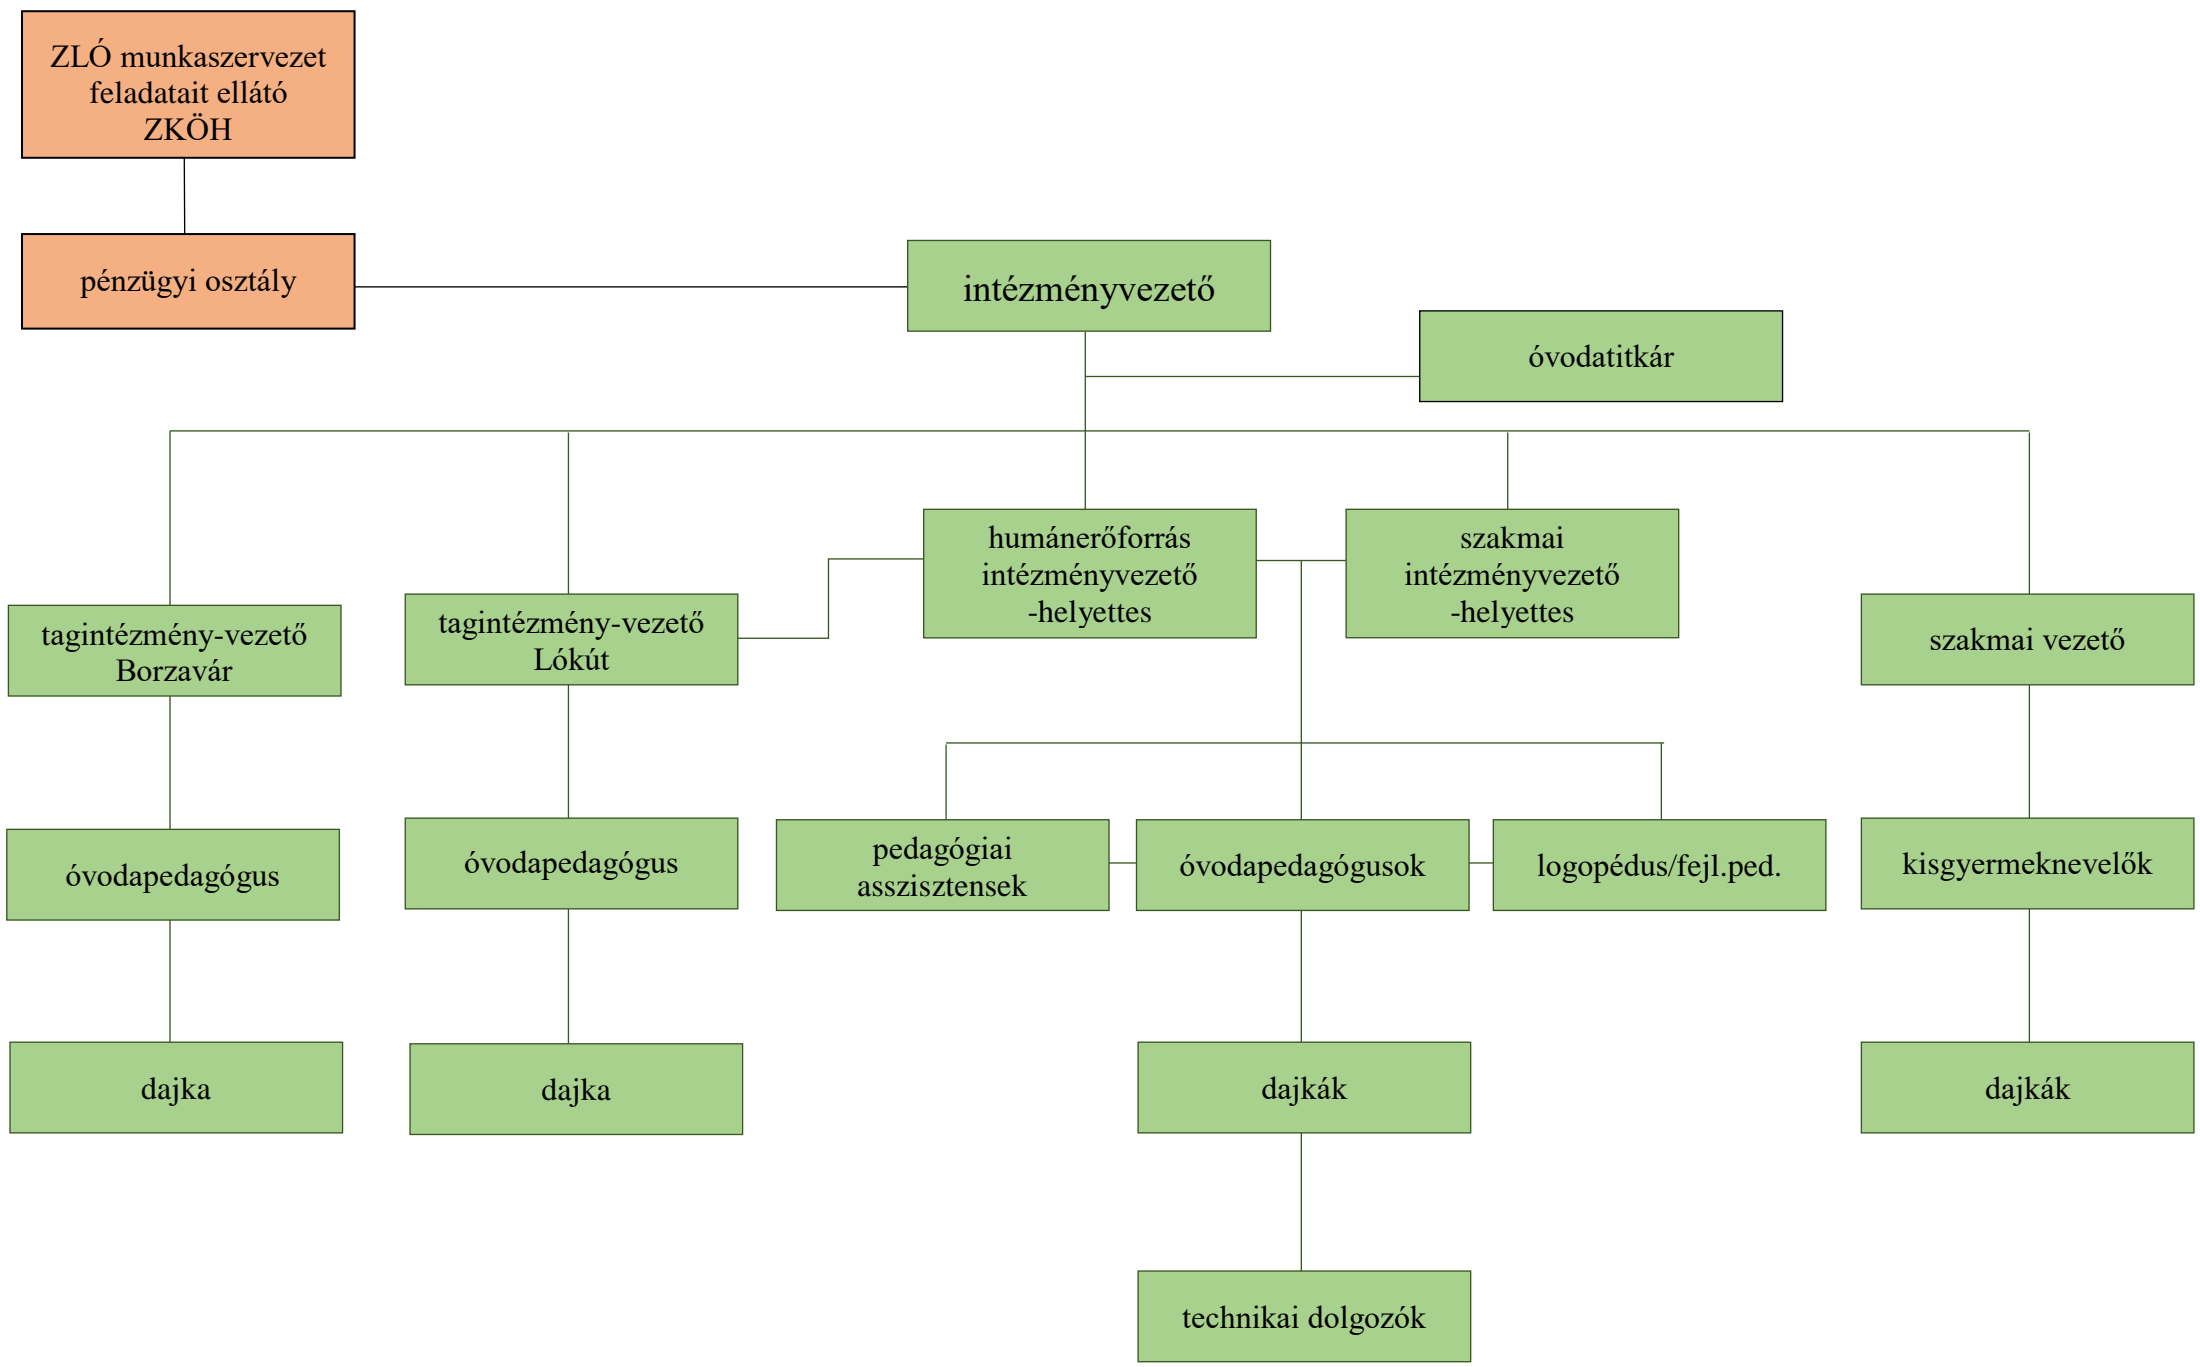 ZLÓ munkaszervezet
feladatait ellátó
ZKÖH
pénzügyi osztály
intézményvezető
óvodatitkár
humánerőforrás
intézményvezető
-helyettes
szakmai
intézményvezető
-helyettes
tagintézmény-vezető
Borzavár
tagintézmény-vezető
Lókút
szakmai vezető
óvodapedagógus
óvodapedagógus
pedagógiai
asszisztensek
óvodapedagógusok
logopédus/fejl.ped.
kisgyermeknevelők
dajka
dajka
dajkák
dajkák
technikai dolgozók